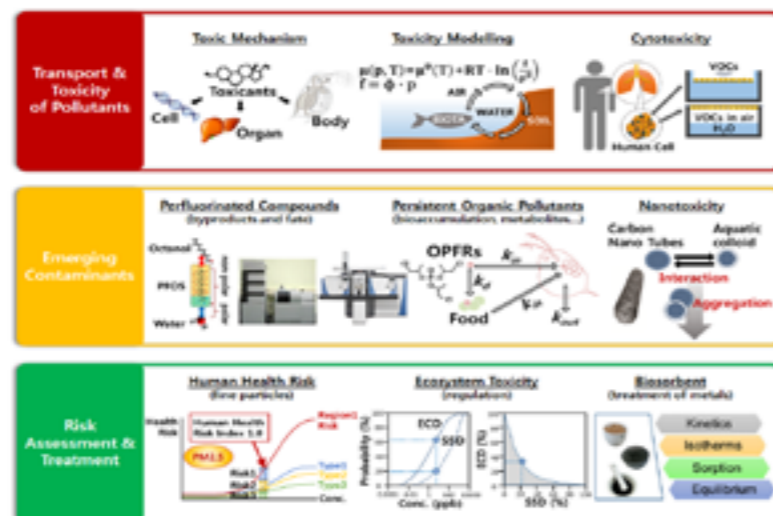 Transport &
Toxicity
of Pollutants
Toxic Mechanism
Toxicants
Cell
Organ
Body
Toxicity Modelling
AIR
WATER
SOIL
Cytotoxicity
VOCs
VOCs in air
H₂O
Human Cell
Emerging
Contaminants
Perfluorinated Compounds
(byproducts and fate)
Octanol
PFOS
Water
Persistent Organic Pollutants
(bioaccumulation, metabolites...)
OPFRs
Food
Nanotoxicity
Carbon
Nano Tubes
Aquatic
colloid
Interaction
Aggregation
Risk
Assessment &
Treatment
Human Health Risk
(fine particles)
Health
Risk
Human Health
Risk Index 1.0
PM2.5
Region1
Risk
Risk1
Risk2
Risk3
Type1
Type2
Type3
Conc.
Ecosystem Toxicity
(regulation)
Probability (%)
ECD
SSD
Conc. (ppb)
ECD (%)
SSD (%)
Biosorbent
(treatment of metals)
Kinetics
Isotherms
Sorption
Equilibrium